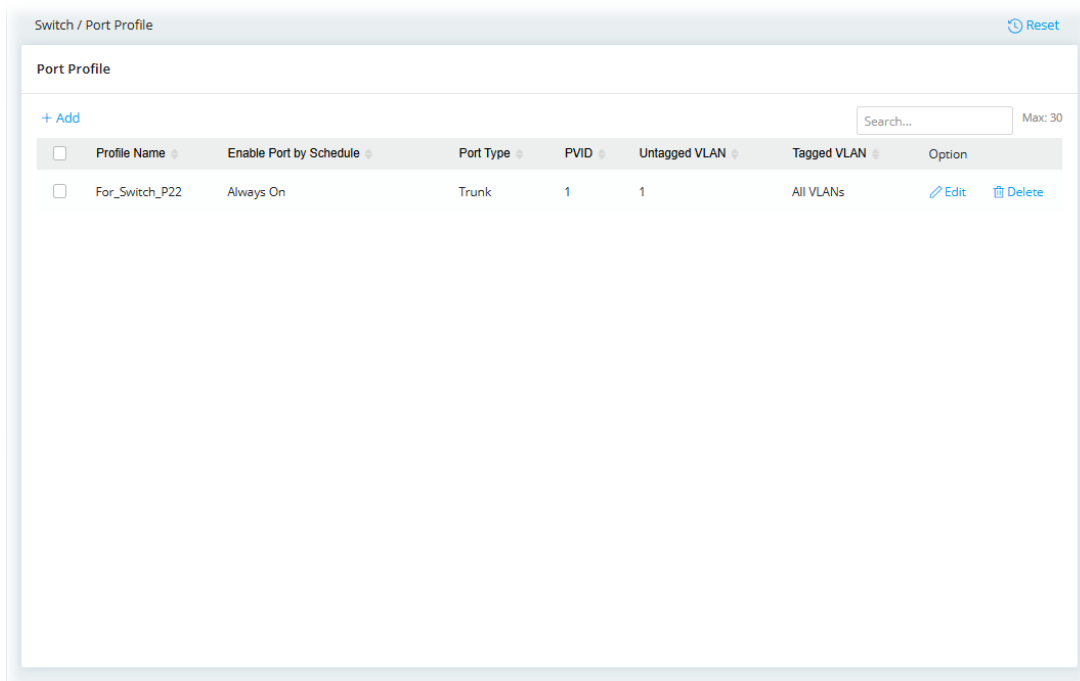 Switch / Port Profile Reset
Port Profile
+ Add Search... Max: 30
Profile Name Enable Port by Schedule Port Type PVID Untagged VLAN Tagged VLAN Option
For_Switch_P22 Always On Trunk 1 1 All VLANs Edit Delete